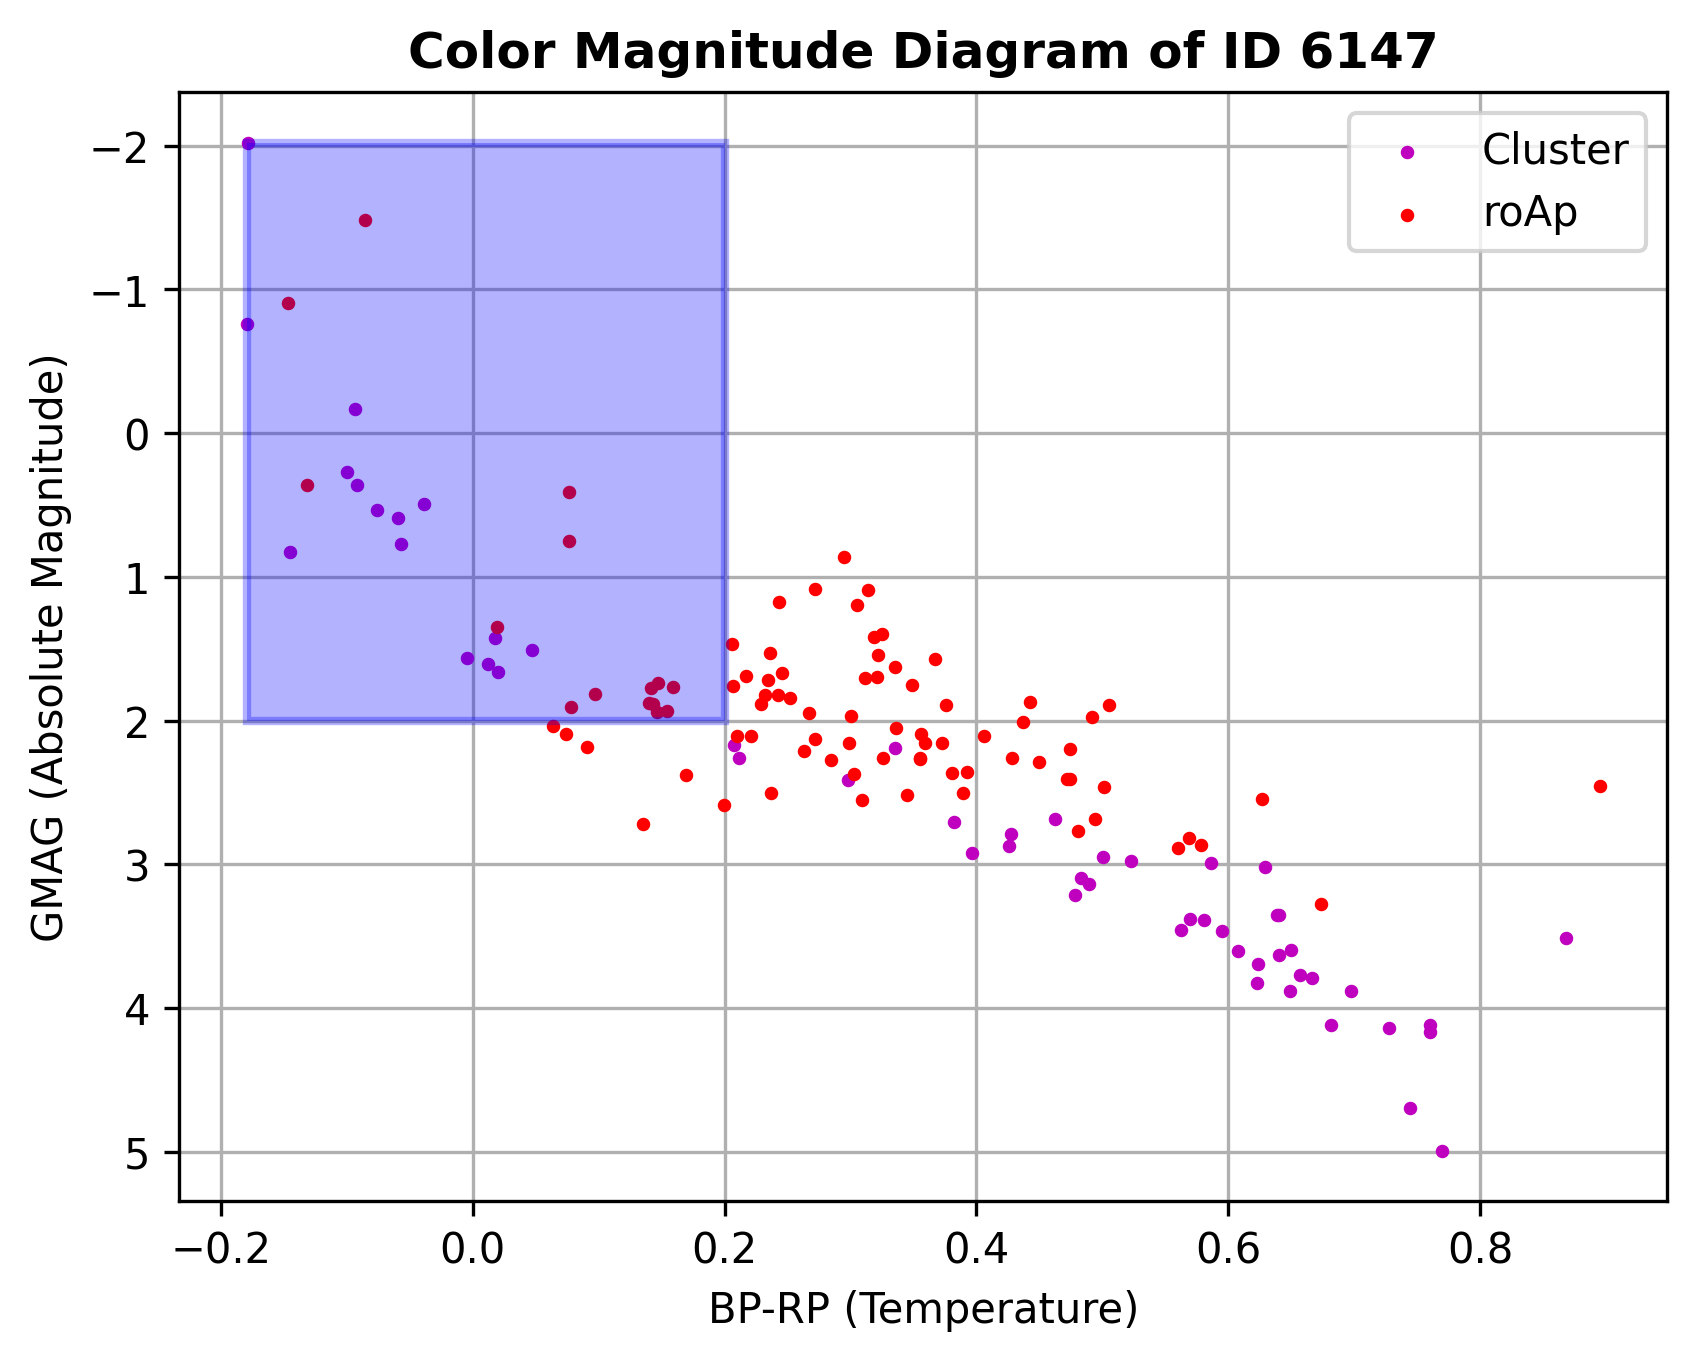 Color Magnitude Diagram of ID 6147
Cluster
roAp
GMAG (Absolute Magnitude)
−2
−1
0
1
2
3
4
5
−0.2 0.0 0.2 0.4 0.6 0.8
BP-RP (Temperature)